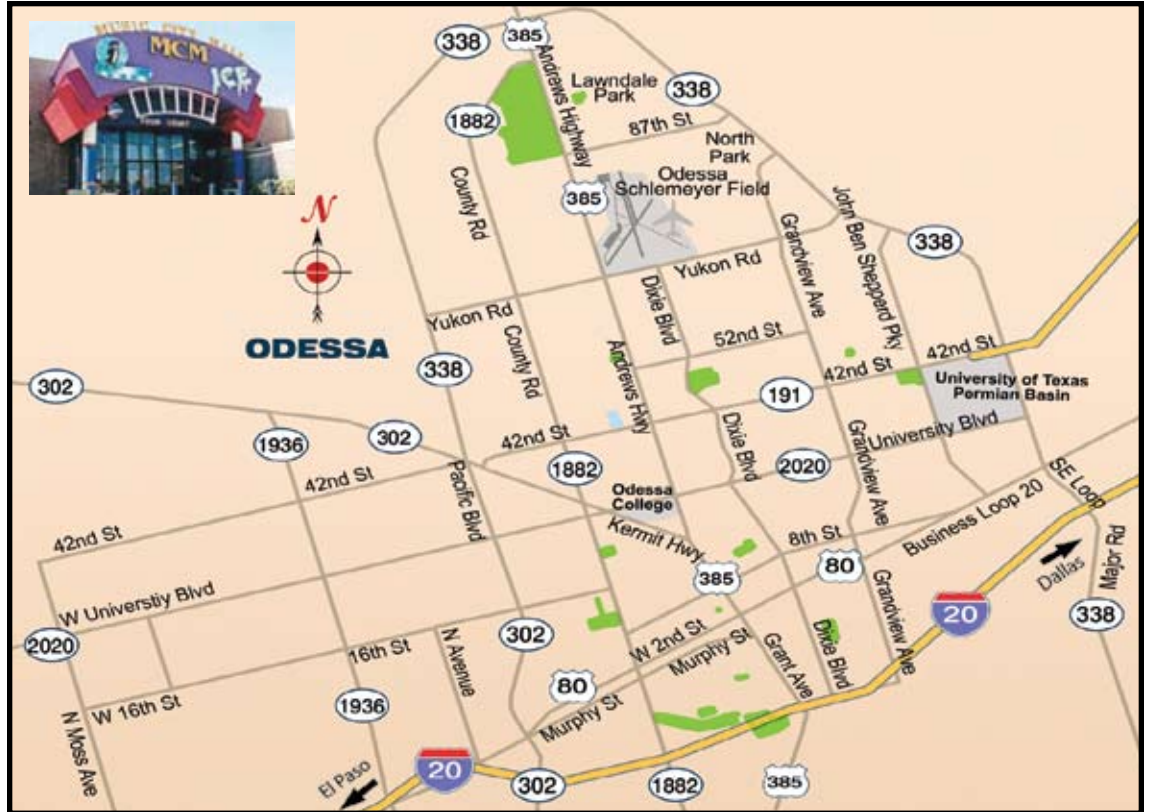 MUSIC CITY MALL
MCM
ICE
385
338
Andrews Highway
Lawndale
Park
338
1882
87th St
North
Park
Odessa
Schlemeyer Field
385
County Rd
N
John Ben Shepperd Pky
338
Grandview Ave
Yukon Rd
Dixie Blvd
Yukon Rd
ODESSA
52nd St
County Rd
Andrews Hwy
338
302
42nd St
42nd St
191
University of Texas
Permian Basin
University Blvd
1936
302
42nd St
1882
Dixie Blvd
2020
Grandview Ave
42nd St
Pacific Blvd
Odessa
College
SE Loop
Business Loop 20
42nd St
Kermit Hwy
8th St
385
80
Dallas
Major Rd
W Universtiy Blvd
Grandview Ave
20
338
2020
302
16th St
N Avenue
W 2nd St
Murphy St
Grant Ave
Dixie Blvd
80
W 16th St
1936
N Moss Ave
Murphy St
El Paso
20
302
1882
385